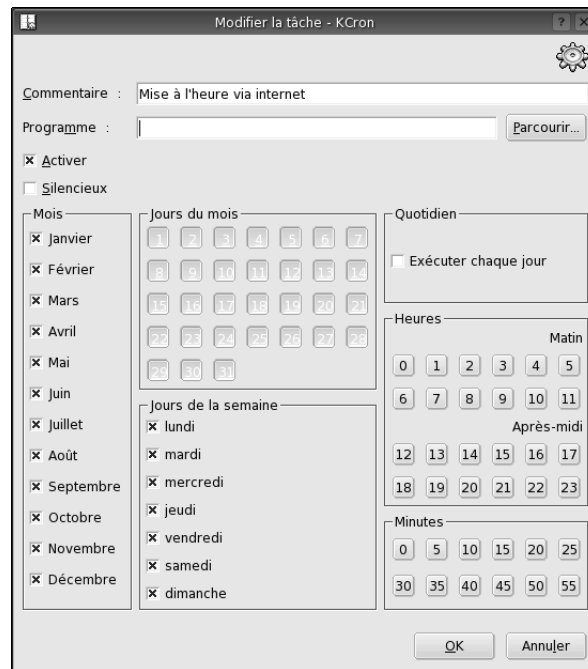 Modifier la tâche - KCron
? ×
Commentaire : Mise à l'heure via internet
Programme : Parcourir...
Activer
Silencieux
Mois
Janvier
Février
Mars
Avril
Mai
Juin
Juillet
Août
Septembre
Octobre
Novembre
Décembre
Jours du mois
1 2 3 4 5 6 7
8 9 10 11 12 13 14
15 16 17 18 19 20 21
22 23 24 25 26 27 28
29 30 31
Jours de la semaine
lundi
mardi
mercredi
jeudi
vendredi
samedi
dimanche
Quotidien
Exécuter chaque jour
Heures
Matin
0 1 2 3 4 5
6 7 8 9 10 11
Après-midi
12 13 14 15 16 17
18 19 20 21 22 23
Minutes
0 5 10 15 20 25
30 35 40 45 50 55
OK Annuler